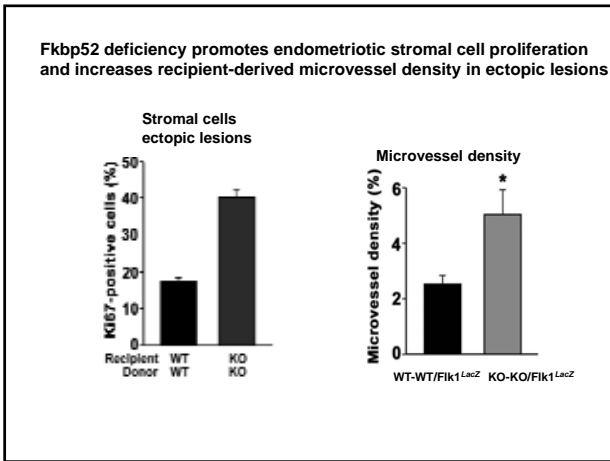 Fkbp52 deficiency promotes endometriotic stromal cell proliferation
and increases recipient-derived microvessel density in ectopic lesions
Stromal cells
ectopic lesions
Ki67-positive cells (%)
50
40
30
20
10
0
Recipient WT KO
Donor WT KO
Microvessel density
Microvessel density (%)
6
4
2
0
*
WT-WT/Flk1LacZ KO-KO/Flk1LacZ